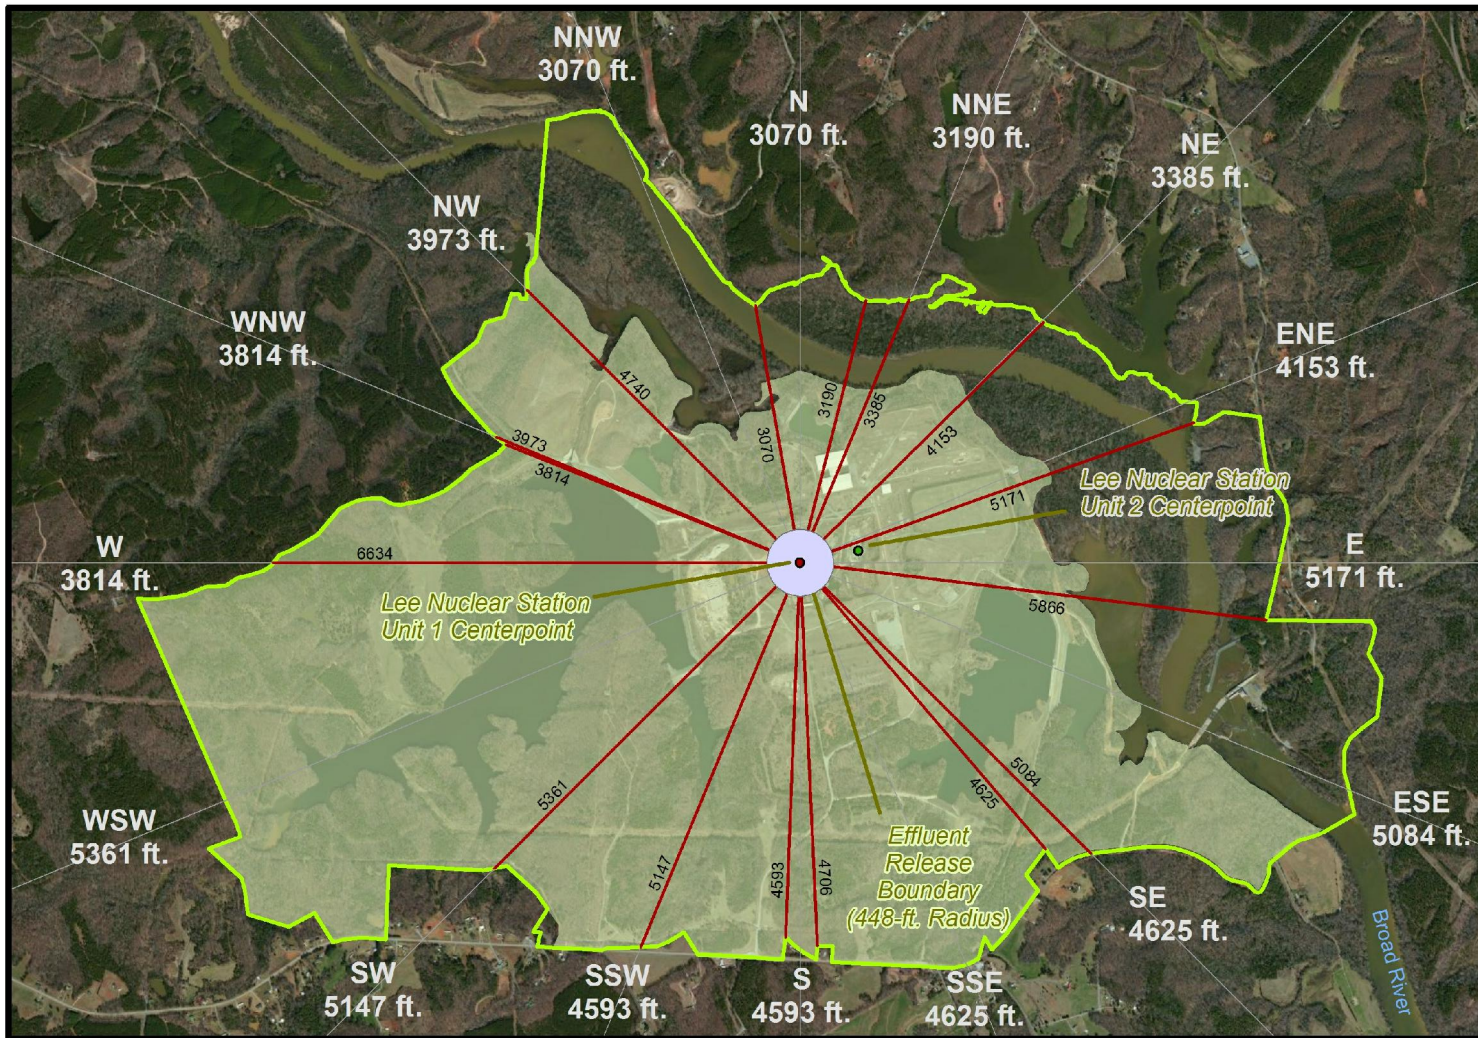 NNW
3070 ft.
N
3070 ft.
NNE
3190 ft.
NE
3385 ft.
NW
3973 ft.
WNW
3814 ft.
ENE
4153 ft.
4740
3190
3385
3070
4153
3973
3814
5171
Lee Nuclear Station
Unit 2 Centerpoint
W
3814 ft.
6634
E
5171 ft.
5866
Lee Nuclear Station
Unit 1 Centerpoint
WSW
5361 ft.
5361
5084
4625
ESE
5084 ft.
5147
4593
4706
Effluent
Release
Boundary
(448-ft. Radius)
SE
4625 ft.
Broad River
SW
5147 ft.
SSW
4593 ft.
S
4593 ft.
SSE
4625 ft.